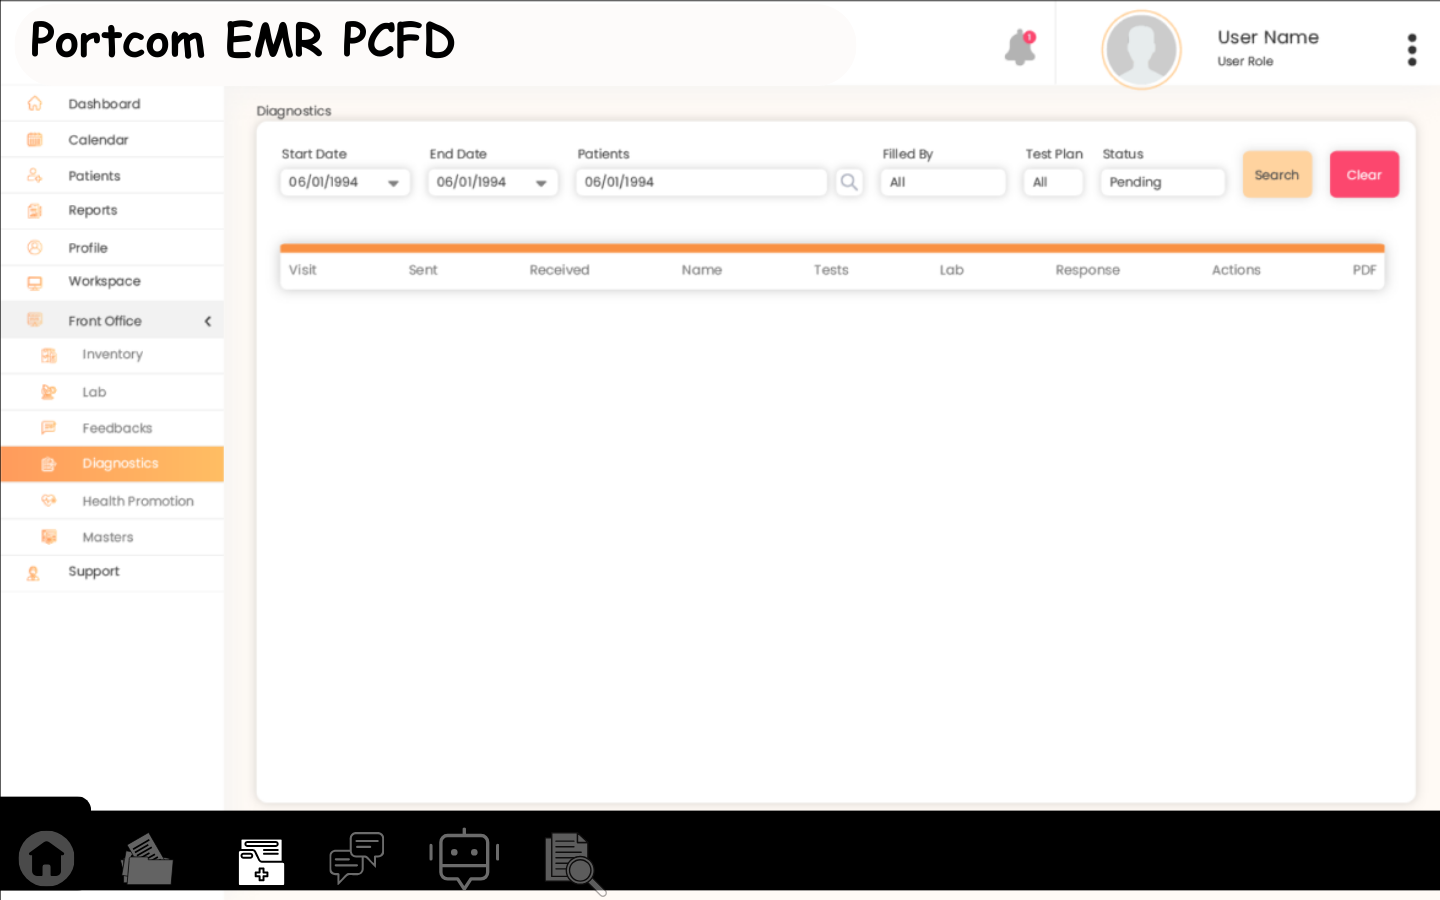 Portcom EMR PCFD
1
User Name
User Role
Dashboard
Calendar
Patients
Reports
Profile
Workspace
Front Office
Inventory
Lab
Feedbacks
Diagnostics
Health Promotion
Masters
Support
Diagnostics
Start Date End Date Patients Filled By Test Plan Status
06/01/1994 06/01/1994 06/01/1994 All All Pending Search Clear
Visit Sent Received Name Tests Lab Response Actions PDF